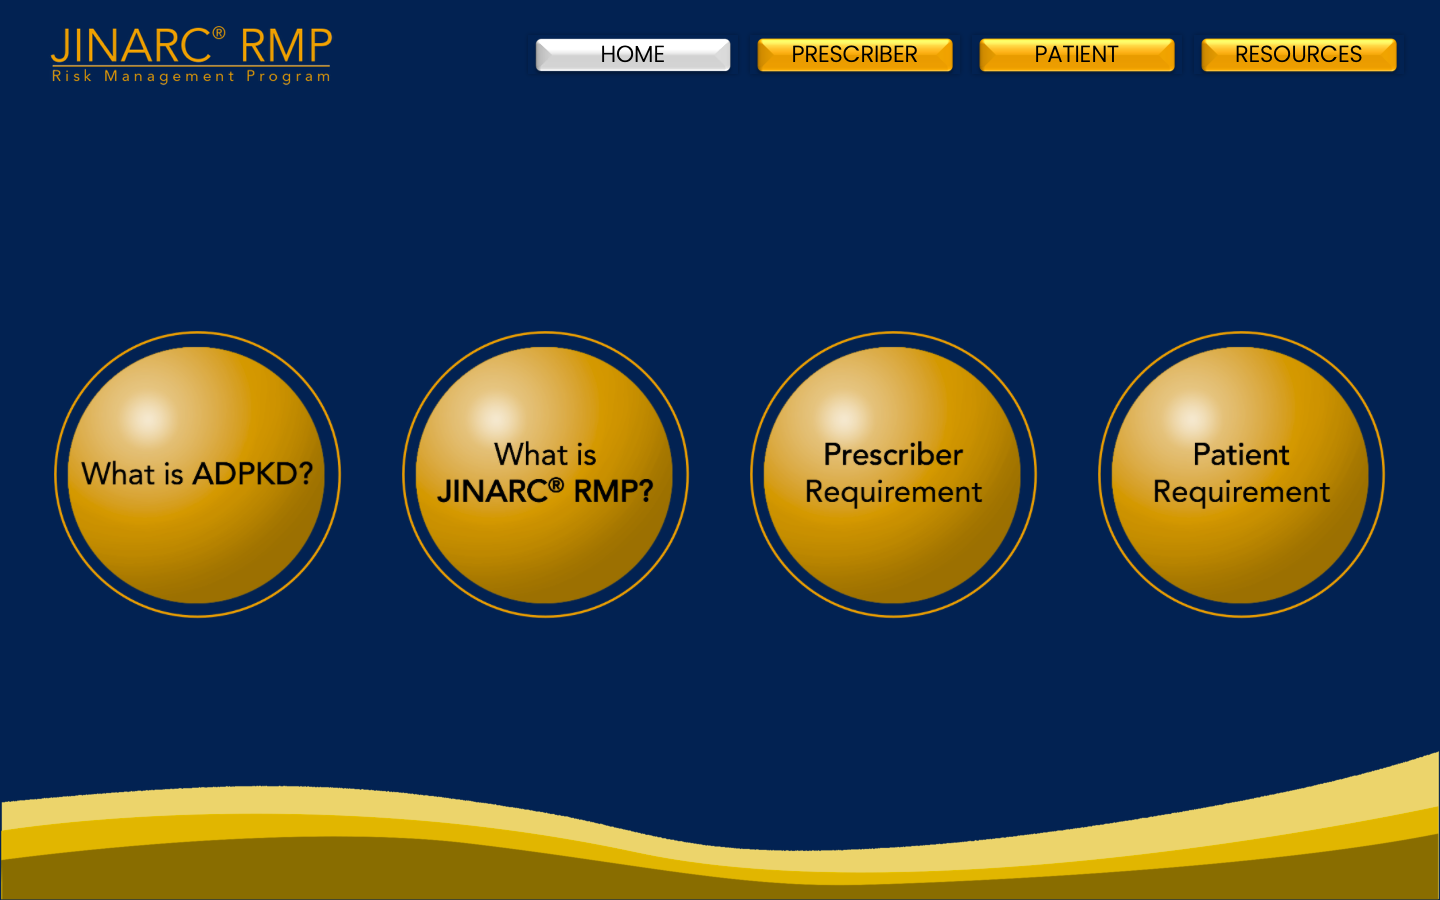 JINARC® RMP
Risk Management Program
HOME
PRESCRIBER
PATIENT
RESOURCES
What is ADPKD?
What is
JINARC® RMP?
Prescriber
Requirement
Patient
Requirement